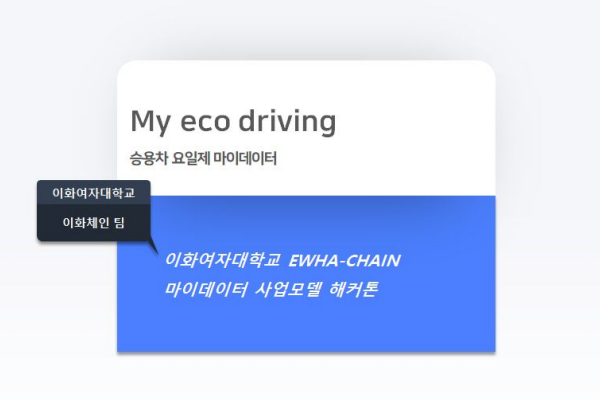 My eco driving
승용차 요일제 마이데이터
이화여자대학교
이화체인 팀
이화여자대학교 EWHA-CHAIN
마이데이터 사업모델 해커톤